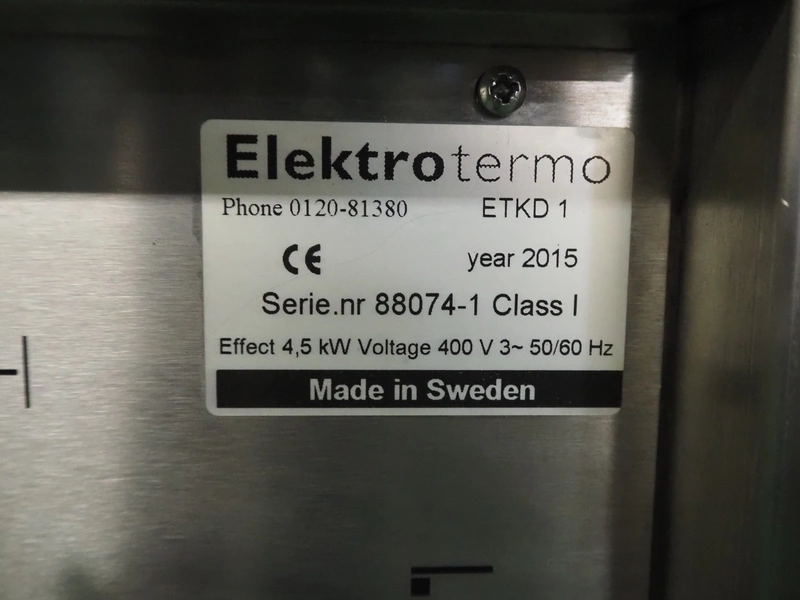 Elektrotermo
Phone 0120-81380 ETKD 1
CE year 2015
Serie.nr 88074-1 Class I
Effect 4,5 kW Voltage 400 V 3~ 50/60 Hz
Made in Sweden